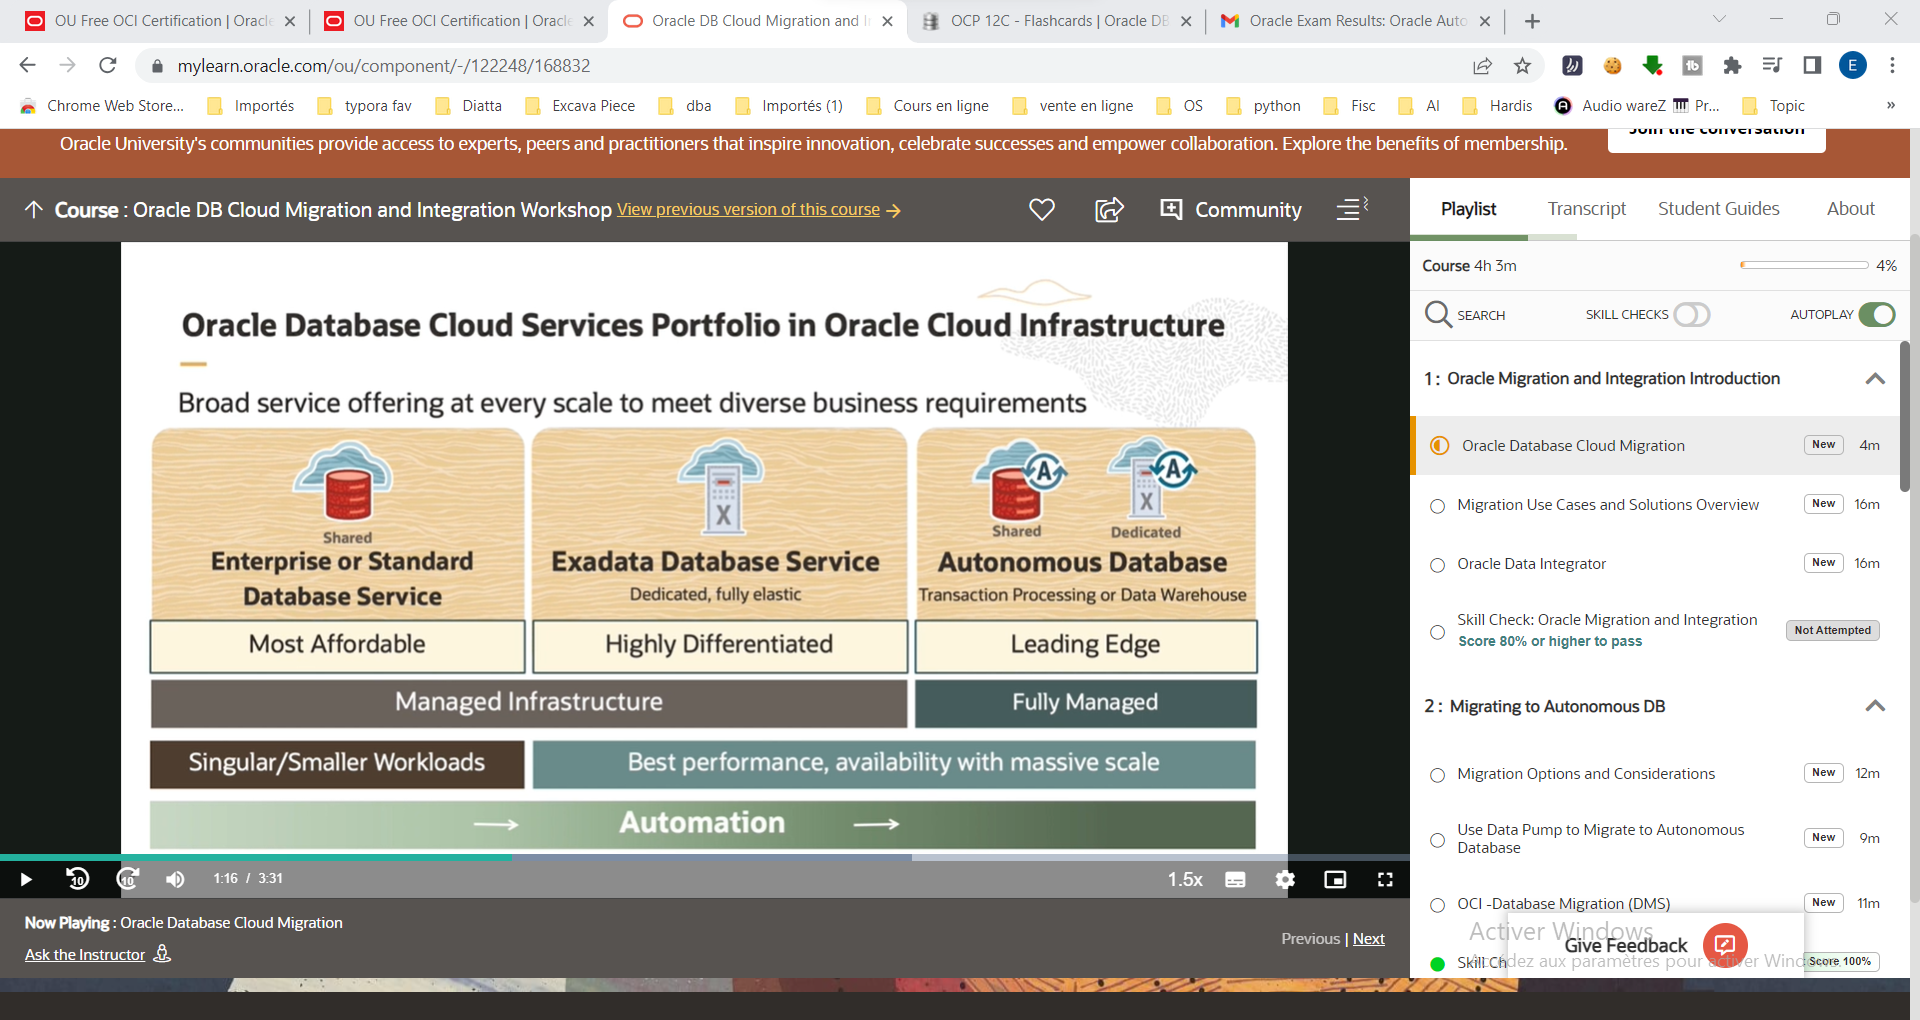 OU Free OCI Certification | Oracle
OU Free OCI Certification | Oracle
Oracle DB Cloud Migration and In
OCP 12C - Flashcards | Oracle DB
Oracle Exam Results: Oracle Auto
mylearn.oracle.com/ou/component/-/122248/168832
E
Chrome Web Store...
Importés
typora fav
Diatta
Excava Piece
dba
Importés (1)
Cours en ligne
vente en ligne
OS
python
Fisc
AI
Hardis
Audio wareZ
Pr...
Topic
»
Oracle University's communities provide access to experts, peers and practitioners that inspire innovation, celebrate successes and empower collaboration. Explore the benefits of membership.
Join the conversation
Course : Oracle DB Cloud Migration and Integration Workshop View previous version of this course →
Community
Playlist
Transcript
Student Guides
About
Course 4h 3m
4%
SEARCH
SKILL CHECKS
AUTOPLAY
Oracle Database Cloud Services Portfolio in Oracle Cloud Infrastructure
Broad service offering at every scale to meet diverse business requirements
Shared
Enterprise or Standard
Database Service
X
Exadata Database Service
Dedicated, fully elastic
A
A
X
Shared
Dedicated
Autonomous Database
Transaction Processing or Data Warehouse
Most Affordable
Highly Differentiated
Leading Edge
Managed Infrastructure
Fully Managed
Singular/Smaller Workloads
Best performance, availability with massive scale
Automation
10
10
1:16 / 3:31
1.5x
Now Playing : Oracle Database Cloud Migration
Ask the Instructor
Previous | Next
1 : Oracle Migration and Integration Introduction
Oracle Database Cloud Migration
New
4m
Migration Use Cases and Solutions Overview
New
16m
Oracle Data Integrator
New
16m
Skill Check: Oracle Migration and Integration
Score 80% or higher to pass
Not Attempted
2 : Migrating to Autonomous DB
Migration Options and Considerations
New
12m
Use Data Pump to Migrate to Autonomous
Database
New
9m
OCI -Database Migration (DMS)
New
11m
Activer Windows
Give Feedback
Skill Ch
Accédez aux paramètres pour activer Windows.
Score 100%